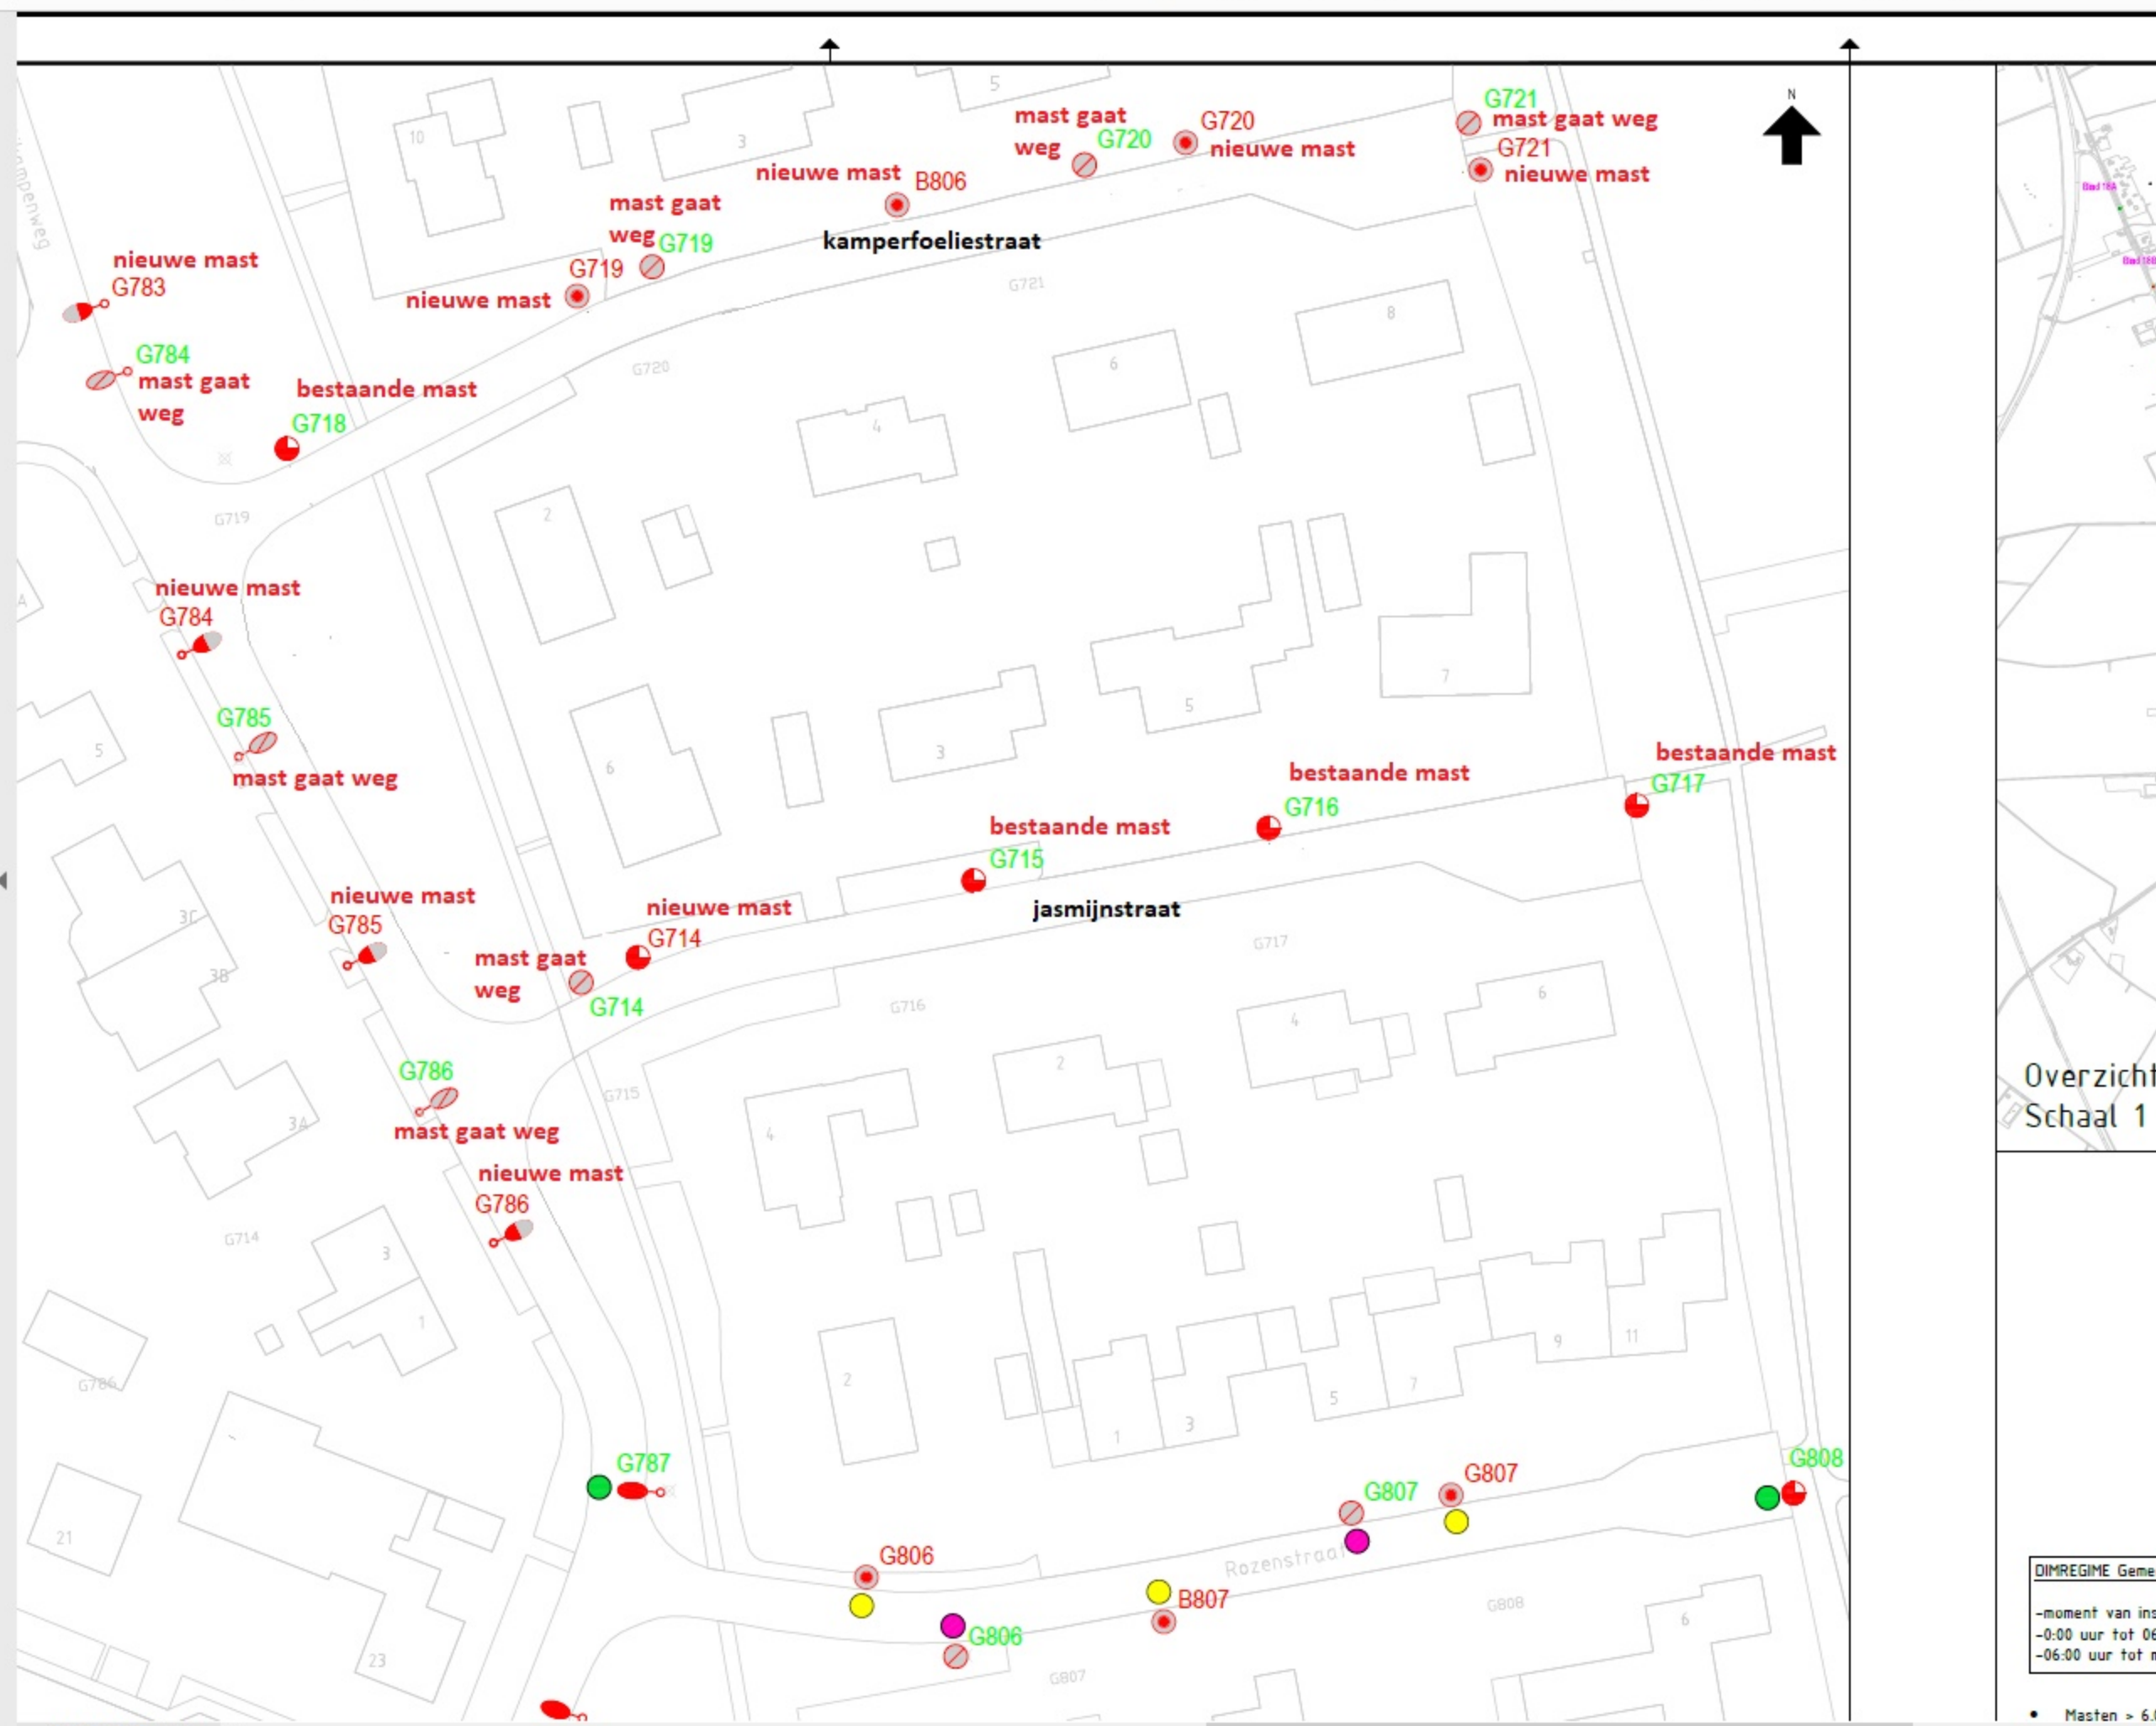 N
5
10
3
mast gaat
weg
G720
G720
nieuwe mast
G721
mast gaat weg
G721
nieuwe mast
nieuwe mast
B806
mast gaat
weg
G719
G719
nieuwe mast
kamperfoeliestraat
nieuwe mast
G783
G784
mast gaat
weg
bestaande mast
G718
G721
G720
G719
8
6
4
2
Blad 18A
nieuwe mast
G784
G785
mast gaat weg
5
6
3
5
7
bestaande mast
G717
bestaande mast
G716
bestaande mast
G715
jasmijnstraat
nieuwe mast
G785
nieuwe mast
G714
mast gaat
weg
G714
3C
3B
3A
G717
G716
G715
6
4
2
4
G786
mast gaat weg
nieuwe mast
G786
Overzicht
Schaal 1
G714
3
1
G786
2
1
3
5
7
9
11
G787
G808
G807
G807
G806
B807
G806
Rozenstraat
G808
G807
6
21
23
DIMREGIME Geme
-moment van ins
-0:00 uur tot 06
-06:00 uur tot m
• Masten > 6.